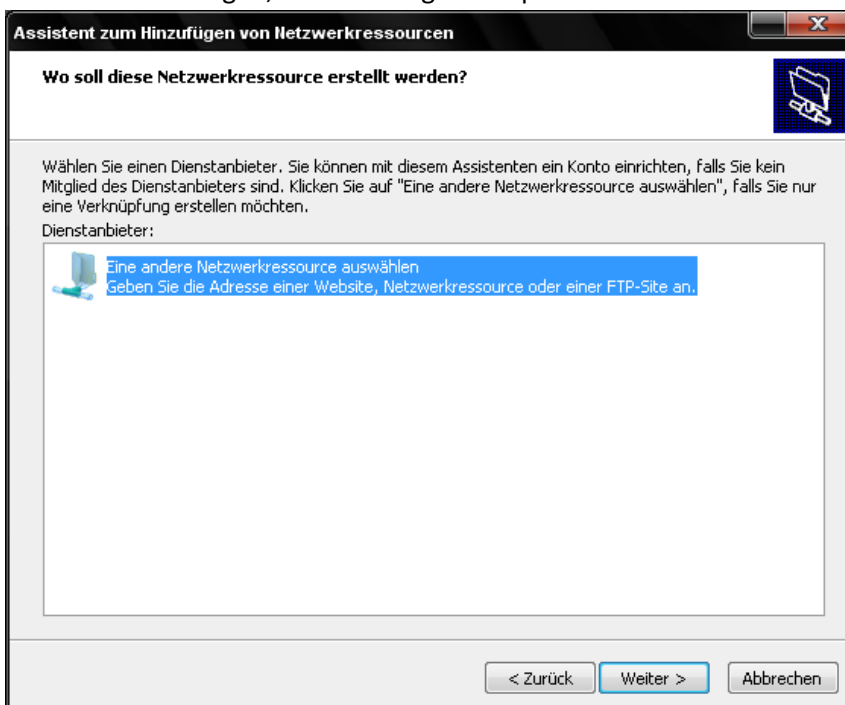 Assistent zum Hinzufügen von Netzwerkressourcen
X
Wo soll diese Netzwerkressource erstellt werden?
Wählen Sie einen Dienstanbieter. Sie können mit diesem Assistenten ein Konto einrichten, falls Sie kein
Mitglied des Dienstanbieters sind. Klicken Sie auf "Eine andere Netzwerkressource auswählen", falls Sie nur
eine Verknüpfung erstellen möchten.
Dienstanbieter:
Eine andere Netzwerkressource auswählen
Geben Sie die Adresse einer Website, Netzwerkressource oder einer FTP-Site an.
< Zurück Weiter > Abbrechen